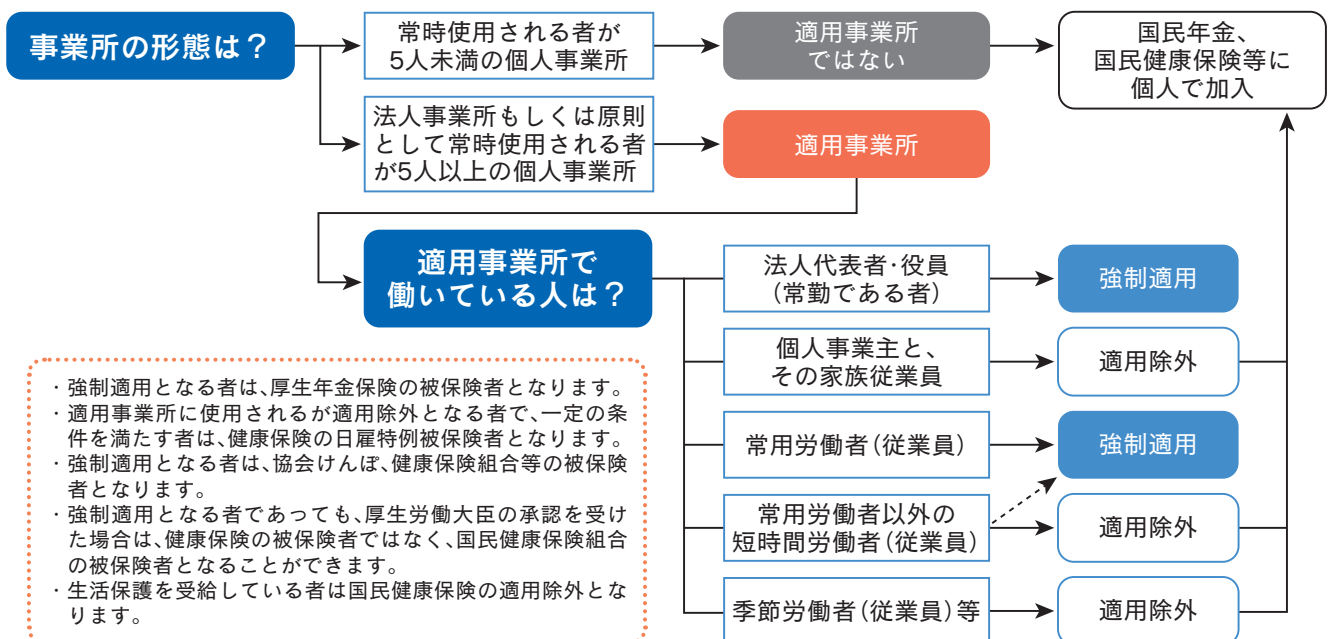 事業所の形態は？
常時使用される者が
5人未満の個人事業所
適用事業所
ではない
国民年金、
国民健康保険等に
個人で加入
法人事業所もしくは原則
として常時使用される者
が5人以上の個人事業所
適用事業所
適用事業所で
働いている人は？
法人代表者・役員
(常勤である者)
強制適用
個人事業主と、
その家族従業員
適用除外
常用労働者(従業員)
強制適用
常用労働者以外の
短時間労働者(従業員)
適用除外
季節労働者(従業員)等
適用除外
・強制適用となる者は、厚生年金保険の被保険者となります。
・適用事業所に使用されるが適用除外となる者で、一定の条
件を満たす者は、健康保険の日雇特例被保険者となります。
・強制適用となる者は、協会けんぽ、健康保険組合等の被保険
者となります。
・強制適用となる者であっても、厚生労働大臣の承認を受け
た場合は、健康保険の被保険者ではなく、国民健康保険組合
の被保険者となることができます。
・生活保護を受給している者は国民健康保険の適用除外とな
ります。